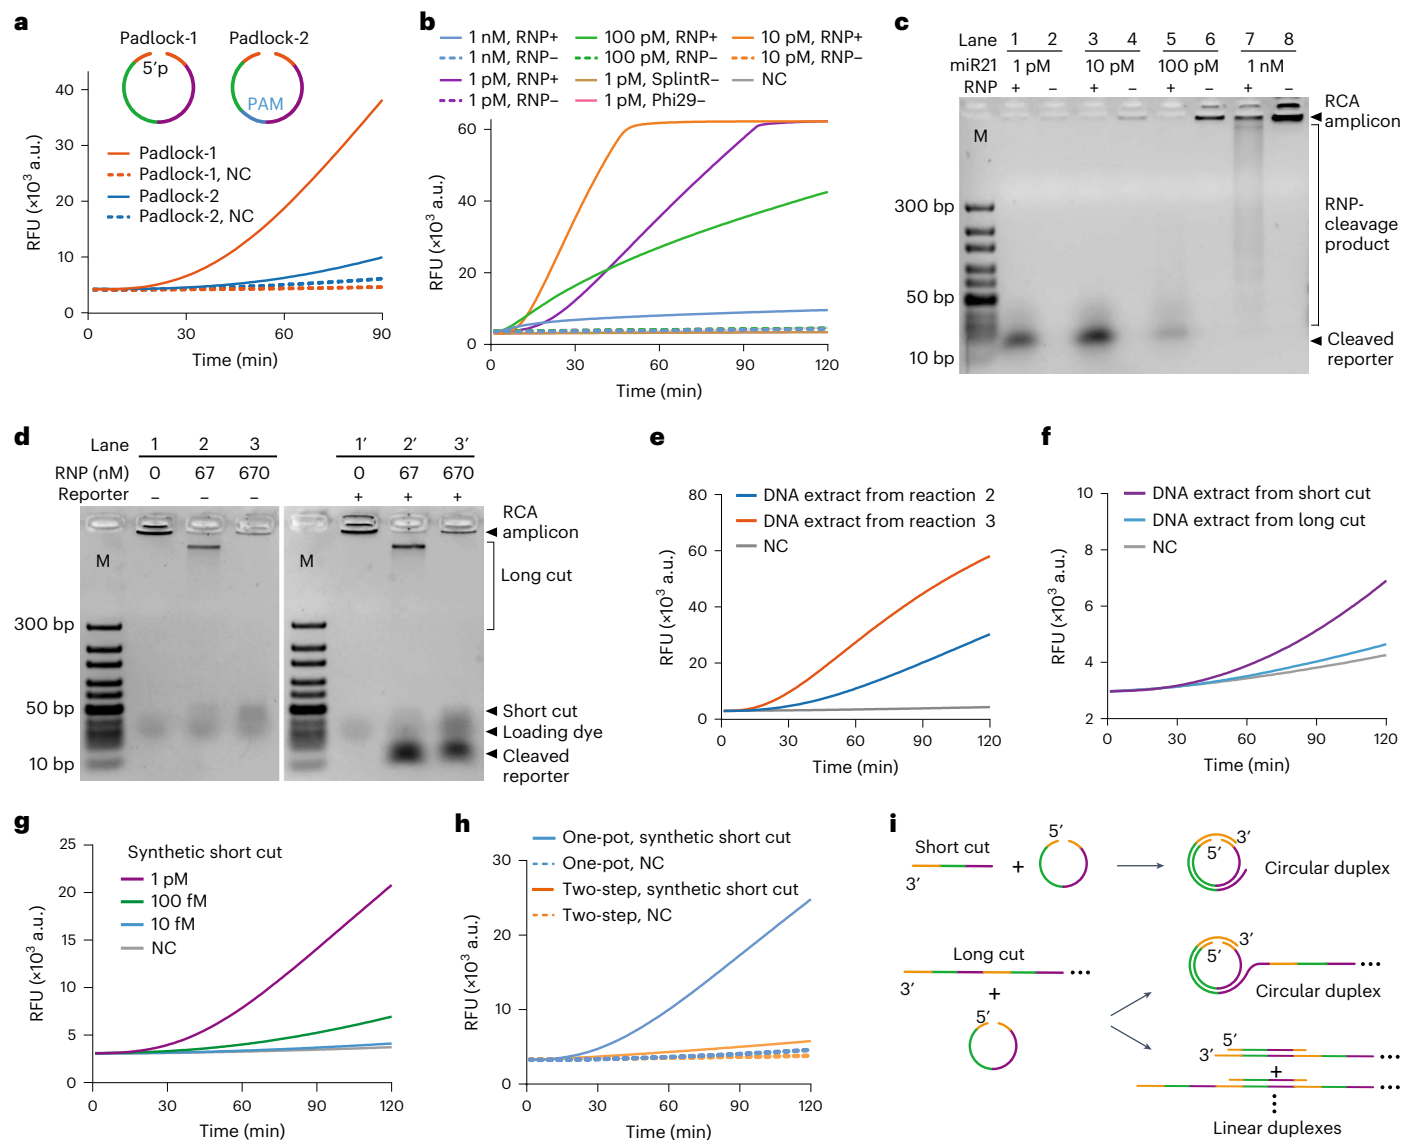 a
Padlock-1
Padlock-2
5′p
PAM
Padlock-1
Padlock-1, NC
Padlock-2
Padlock-2, NC
RFU (×10³ a.u.)
40
30
20
10
0
0 30 60 90
Time (min)
b
1 nM, RNP+ 100 pM, RNP+ 10 pM, RNP+
1 nM, RNP− 100 pM, RNP− 10 pM, RNP−
1 pM, RNP+ 1 pM, SplintR− NC
1 pM, RNP− 1 pM, Phi29−
RFU (×10³ a.u.)
60
40
20
0
0 30 60 90 120
Time (min)
c
Lane 1 2 3 4 5 6 7 8
miR21 1 pM 10 pM 100 pM 1 nM
RNP + − + − + − + −
M
300 bp
50 bp
10 bp
RCA
amplicon
RNP-
cleavage
product
Cleaved
reporter
d
Lane 1 2 3 1′ 2′ 3′
RNP (nM) 0 67 670 0 67 670
Reporter − − − + + +
M
M
300 bp
50 bp
10 bp
RCA
amplicon
Long cut
Short cut
Loading dye
Cleaved
reporter
e
DNA extract from reaction 2
DNA extract from reaction 3
NC
RFU (×10³ a.u.)
80
60
40
20
0
0 30 60 90 120
Time (min)
f
DNA extract from short cut
DNA extract from long cut
NC
RFU (×10³ a.u.)
10
8
6
4
2
0 30 60 90 120
Time (min)
g
Synthetic short cut
1 pM
100 fM
10 fM
NC
RFU (×10³ a.u.)
25
20
15
10
5
0
0 30 60 90 120
Time (min)
h
One-pot, synthetic short cut
One-pot, NC
Two-step, synthetic short cut
Two-step, NC
RFU (×10³ a.u.)
30
20
10
0
0 30 60 90 120
Time (min)
i
Short cut
3′
+
5′
3′
5′
Circular duplex
Long cut
3′
+
5′
3′
5′
Circular duplex
5′
3′
+
Linear duplexes